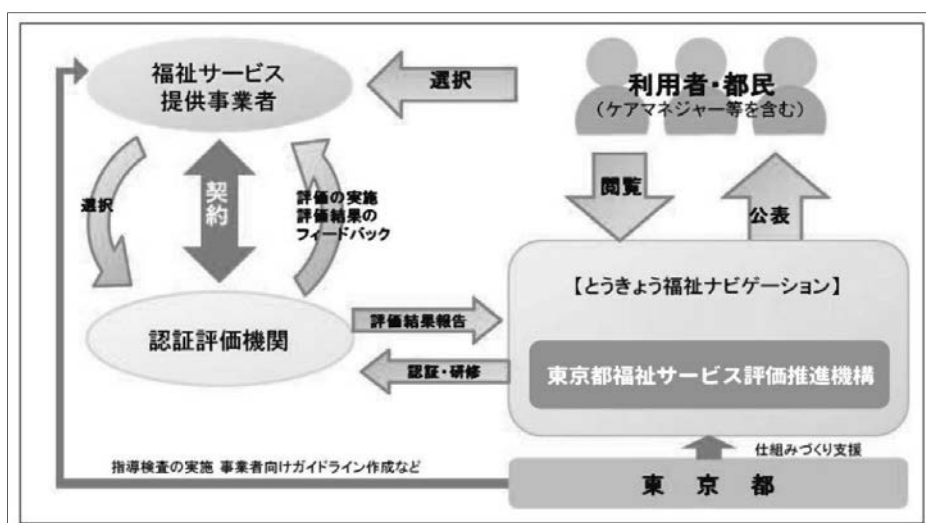 福祉サービス
提供事業者
選択
利用者・都民
(ケアマネジャー等を含む)
選択
契約
評価の実施
評価結果の
フィードバック
閲覧
公表
認証評価機関
評価結果報告
認証・研修
【とうきょう福祉ナビゲーション】
東京都福祉サービス評価推進機構
仕組みづくり支援
指導検査の実施 事業者向けガイドライン作成など
東京都